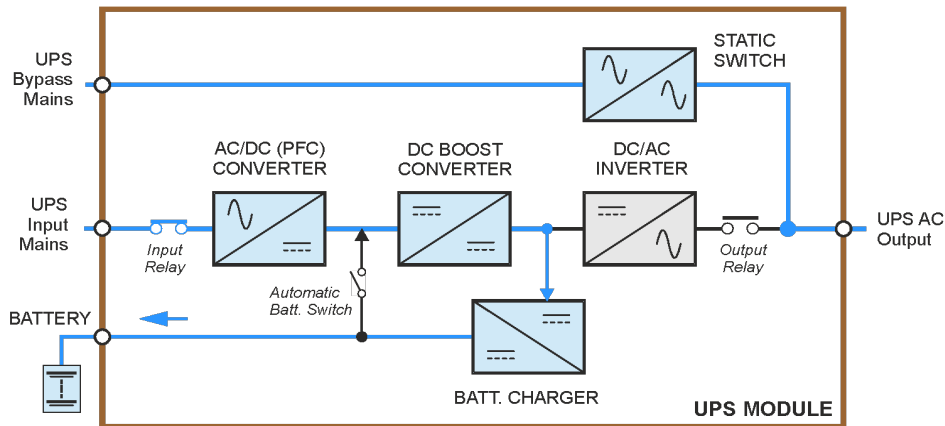 UPS
Bypass
Mains
STATIC
SWITCH
AC/DC (PFC)
CONVERTER
DC BOOST
CONVERTER
DC/AC
INVERTER
UPS
Input
Mains
Input
Relay
Output
Relay
UPS AC
Output
Automatic
Batt. Switch
BATTERY
BATT. CHARGER
UPS MODULE